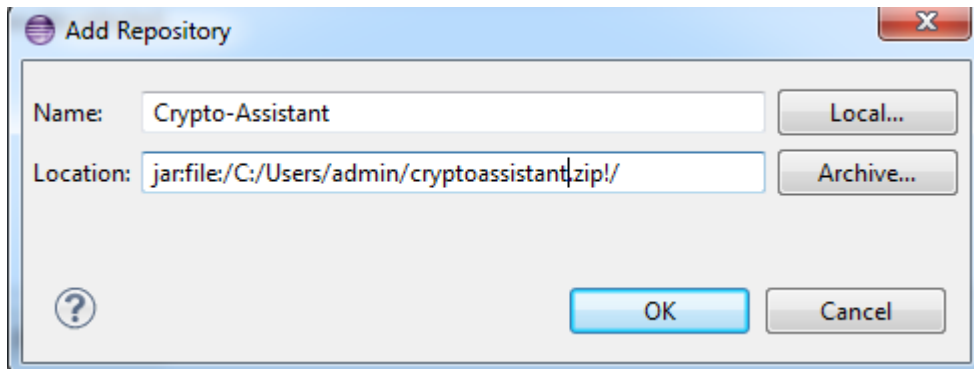 Add Repository
Name: Crypto-Assistant Local...
Location: jar:file:/C:/Users/admin/cryptoassistant.zip!/ Archive...
? OK Cancel